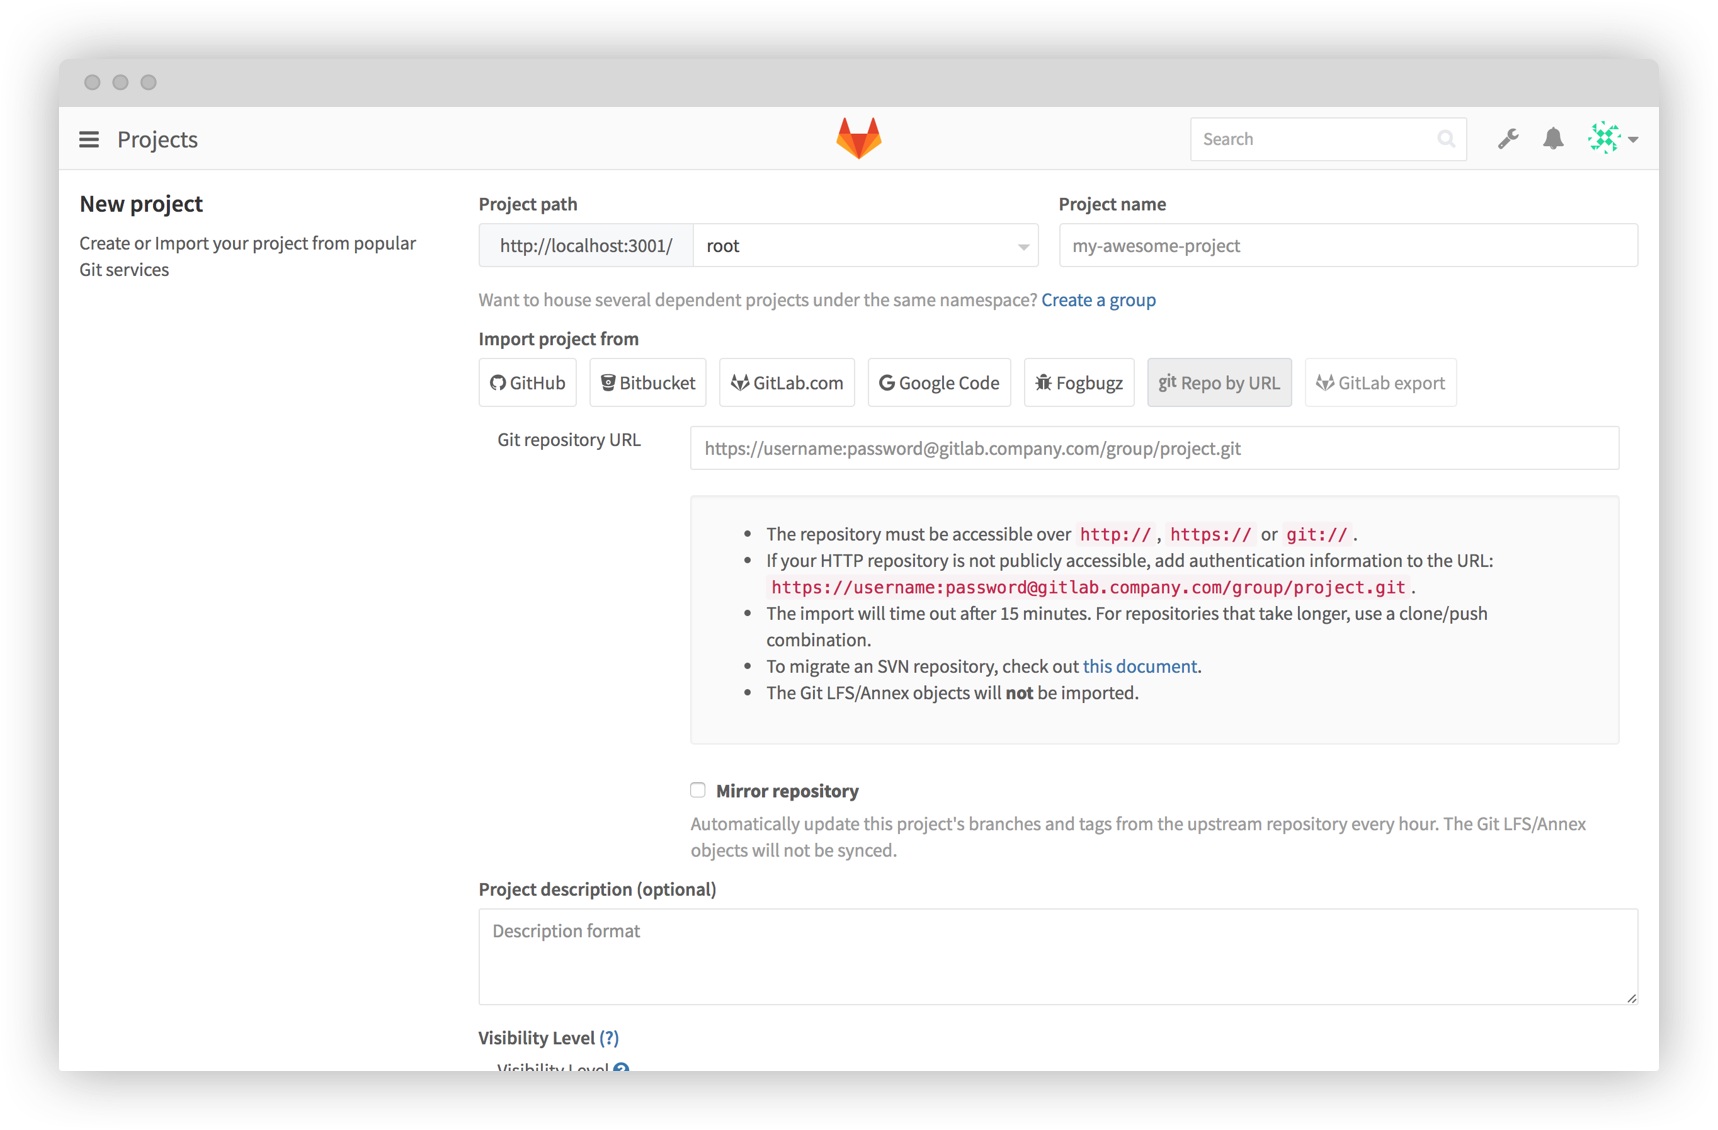 Projects
Search
New project
Create or Import your project from popular
Git services
Project path
Project name
http://localhost:3001/ root
my-awesome-project
Want to house several dependent projects under the same namespace? Create a group
Import project from
GitHub
Bitbucket
GitLab.com
Google Code
Fogbugz
git Repo by URL
GitLab export
Git repository URL
https://username:password@gitlab.company.com/group/project.git
• The repository must be accessible over http://, https:// or git://.
• If your HTTP repository is not publicly accessible, add authentication information to the URL:
https://username:password@gitlab.company.com/group/project.git.
• The import will time out after 15 minutes. For repositories that take longer, use a clone/push
combination.
• To migrate an SVN repository, check out this document.
• The Git LFS/Annex objects will not be imported.
Mirror repository
Automatically update this project's branches and tags from the upstream repository every hour. The Git LFS/Annex
objects will not be synced.
Project description (optional)
Description format
Visibility Level (?)
Visibility Level ?